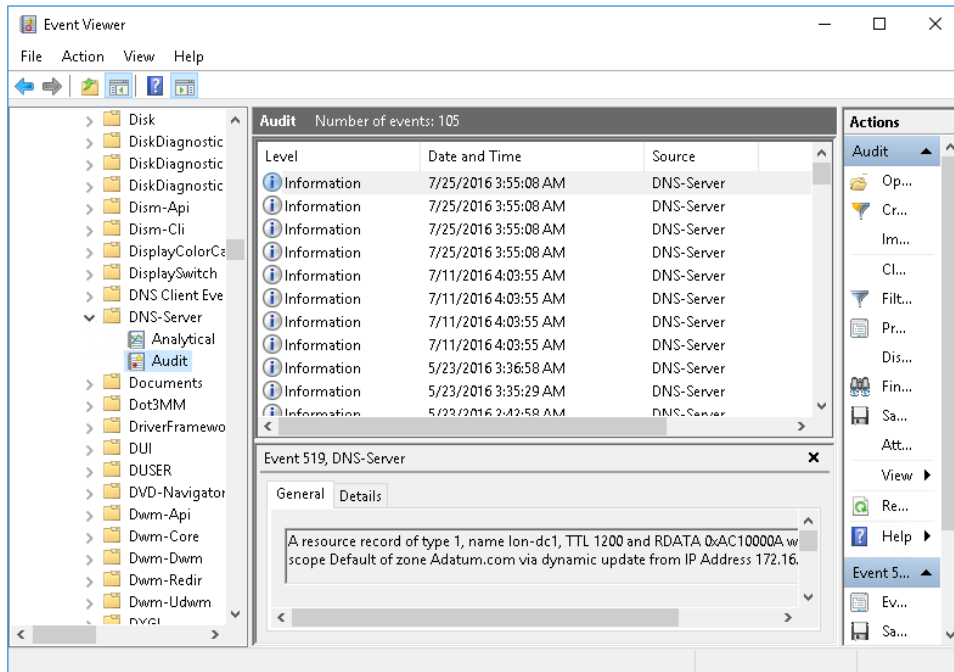 Event Viewer
File Action View Help
Disk
DiskDiagnostic
DiskDiagnostic
DiskDiagnostic
Dism-Api
Dism-Cli
DisplayColorCa
DisplaySwitch
DNS Client Eve
DNS-Server
Analytical
Audit
Documents
Dot3MM
DriverFramewo
DUI
DUSER
DVD-Navigator
Dwm-Api
Dwm-Core
Dwm-Dwm
Dwm-Redir
Dwm-Udwm
Audit Number of events: 105
Level Date and Time Source
Information 7/25/2016 3:55:08 AM DNS-Server
Information 7/25/2016 3:55:08 AM DNS-Server
Information 7/25/2016 3:55:08 AM DNS-Server
Information 7/25/2016 3:55:08 AM DNS-Server
Information 7/11/2016 4:03:55 AM DNS-Server
Information 7/11/2016 4:03:55 AM DNS-Server
Information 7/11/2016 4:03:55 AM DNS-Server
Information 7/11/2016 4:03:55 AM DNS-Server
Information 5/23/2016 3:36:58 AM DNS-Server
Information 5/23/2016 3:35:29 AM DNS-Server
Information 5/23/2016 AM DNS-Server
Event 519, DNS-Server
General Details
A resource record of type 1, name lon-dc1, TTL 1200 and RDATA 0xAC10000A w
scope Default of zone Adatum.com via dynamic update from IP Address 172.16.
Actions
Audit
Op...
Cr...
Im...
Cl...
Filt...
Pr...
Dis...
Fin...
Sa...
Att...
View
Re...
Help
Event 5...
Ev...
Sa...